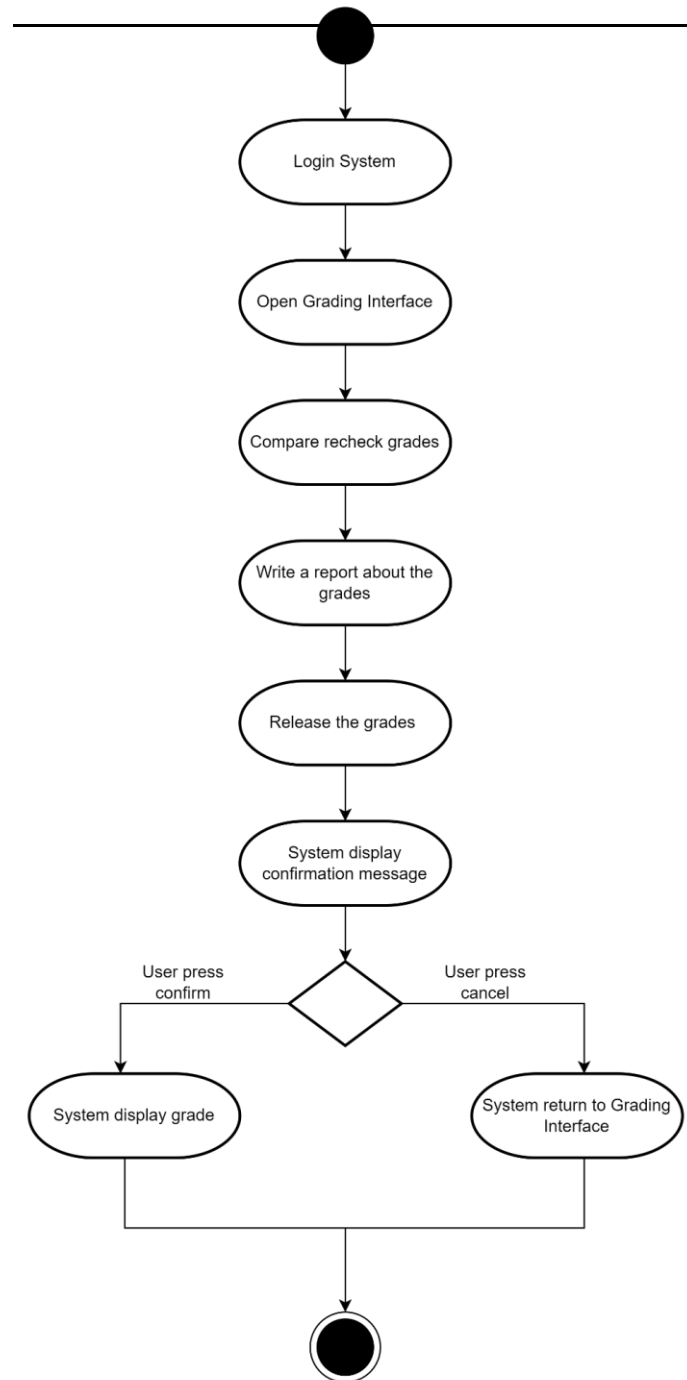 Login System
Open Grading Interface
Compare recheck grades
Write a report about the
grades
Release the grades
System display
confirmation message
User press
confirm
User press
cancel
System display grade
System return to Grading
Interface